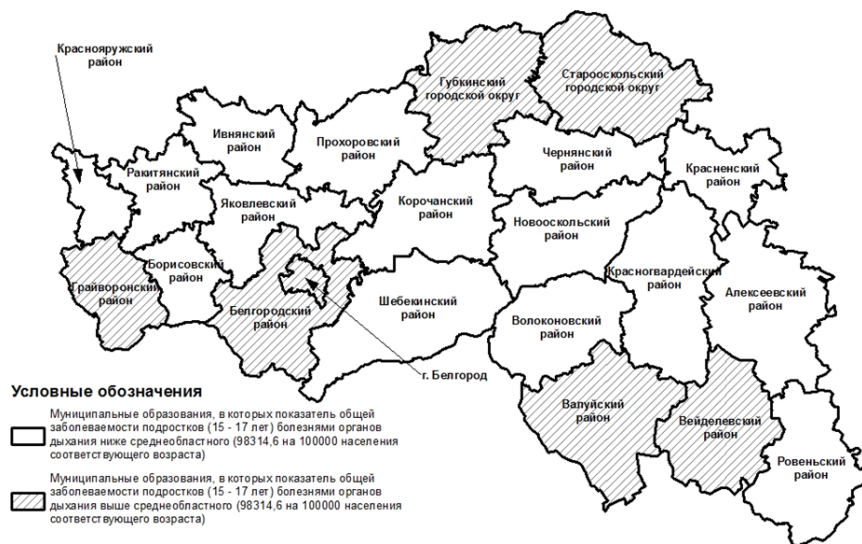 Краснояружский
район
Губкинский
городской округ
Старооскольский
городской округ
Ивнянский
район
Прохоровский
район
Чернянский
район
Красненский
район
Ракитянский
район
Яковлевский
район
Корочанский
район
Новооскольский
район
Красногвардейский
район
Алексеевский
район
Грайворонский
район
Борисовский
район
Белгородский
район
Шебекинский
район
Волоконовский
район
г. Белгород
Валуйский
район
Вейделевский
район
Ровеньский
район
Условные обозначения
Муниципальные образования, в которых показатель общей
заболеваемости подростков (15 - 17 лет) болезнями органов
дыхания ниже среднеобластного (98314,6 на 100000 населения
соответствующего возраста)
Муниципальные образования, в которых показатель общей
заболеваемости подростков (15 - 17 лет) болезнями органов
дыхания выше среднеобластного (98314,6 на 100000 населения
соответствующего возраста)